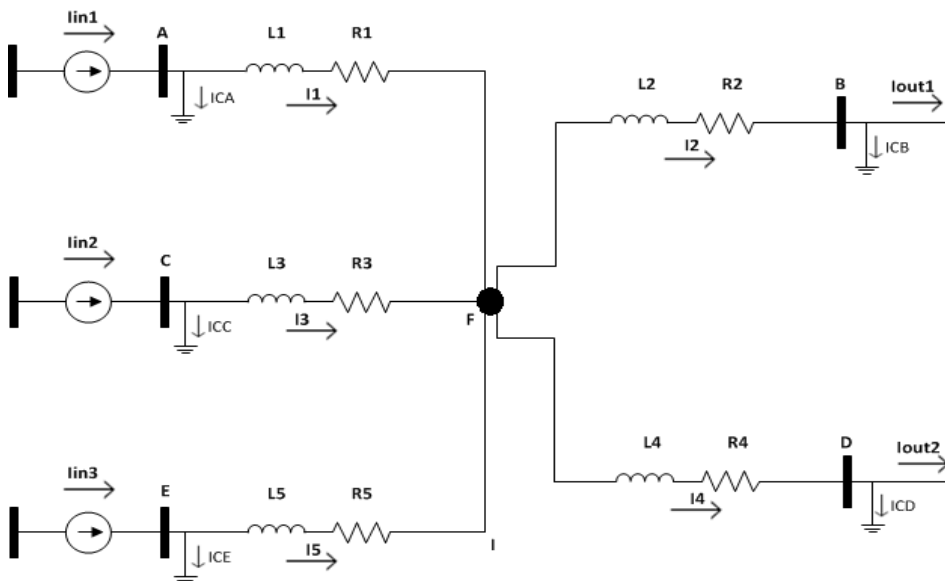 Iin1
A
L1
R1
ICA
I1
L2
R2
B
Iout1
I2
ICB
Iin2
C
L3
R3
ICC
I3
F
Iin3
E
L5
R5
ICE
I5
I
L4
R4
D
Iout2
I4
ICD